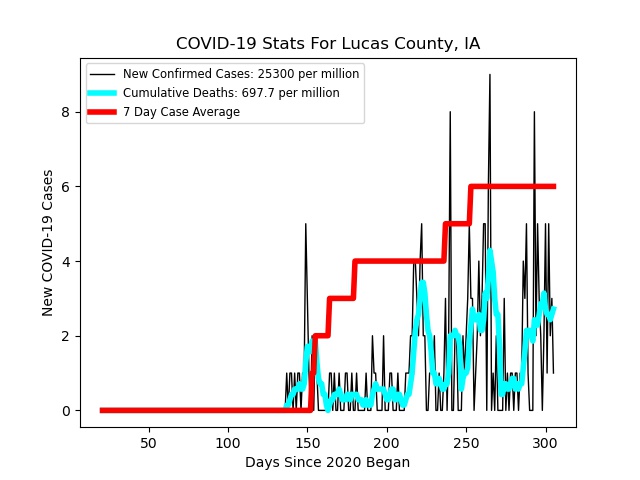 COVID-19 Stats For Lucas County, IA
New Confirmed Cases: 25300 per million
Cumulative Deaths: 697.7 per million
7 Day Case Average
New COVID-19 Cases
8
6
4
2
0
50 100 150 200 250 300
Days Since 2020 Began